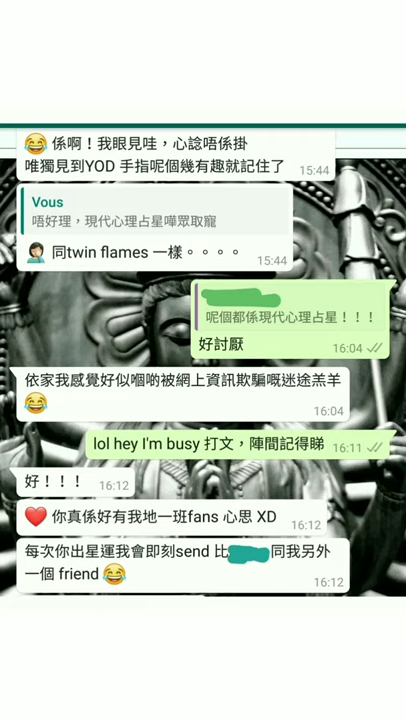 😂 係啊！我眼見哇，心諗唔係掛
唯獨見到YOD 手指呢個幾有趣就記住了
15:44
Vous
唔好理，現代心理占星嘩眾取寵
🤦🏻‍♀️ 同twin flames 一樣。。。。
15:44
呢個都係現代心理占星！！！
好討厭
16:04
依家我感覺好似嗰啲被網上資訊欺騙嘅迷途羔羊
😂
16:04
lol hey I'm busy 打文，陣間記得睇
16:11
好！！！
16:12
❤️ 你真係好有我地一班fans 心思 XD
16:12
每次你出星運我會即刻send 比
同我另外
一個 friend 😂
16:12